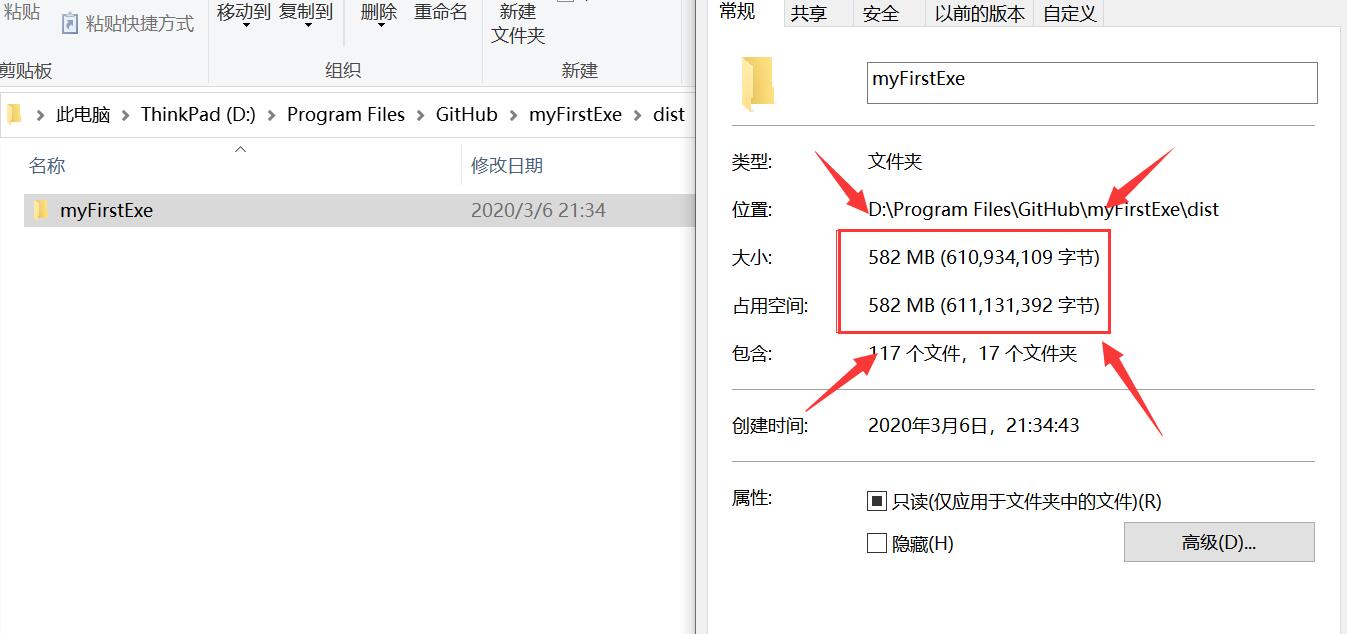 粘贴
粘贴快捷方式
剪贴板
移动到 复制到
删除 重命名
组织
新建
文件夹
新建
此电脑 ThinkPad (D:) Program Files GitHub myFirstExe dist
名称 修改日期
myFirstExe 2020/3/6 21:34
常规 共享 安全 以前的版本 自定义
myFirstExe
类型: 文件夹
位置: D:\Program Files\GitHub\myFirstExe\dist
大小: 582 MB (610,934,109 字节)
占用空间: 582 MB (611,131,392 字节)
包含: 117 个文件，17 个文件夹
创建时间: 2020年3月6日，21:34:43
属性: 只读(仅应用于文件夹中的文件)(R)
隐藏(H)
高级(D)...